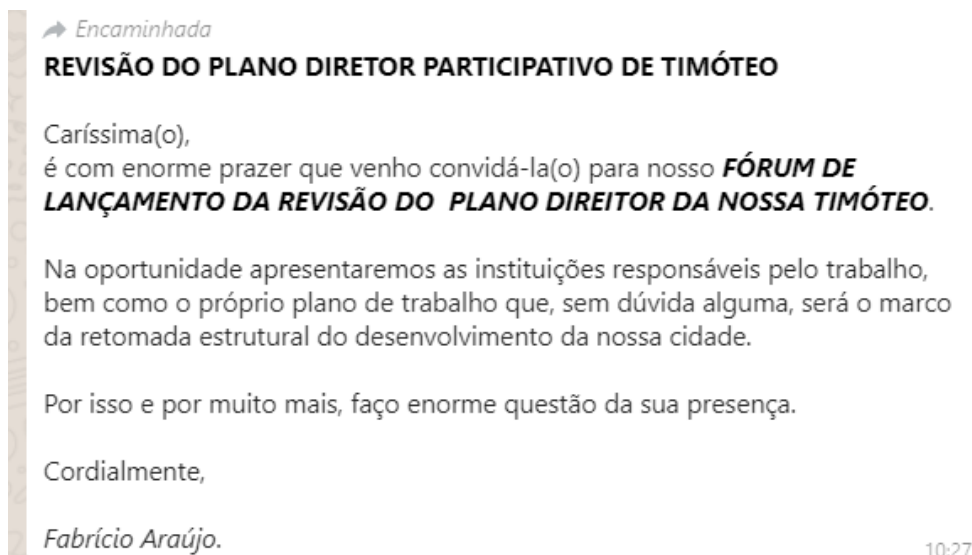 Encaminhada
REVISÃO DO PLANO DIRETOR PARTICIPATIVO DE TIMÓTEO
Caríssima(o),
é com enorme prazer que venho convidá-la(o) para nosso FÓRUM DE
LANÇAMENTO DA REVISÃO DO PLANO DIREITOR DA NOSSA TIMÓTEO.
Na oportunidade apresentaremos as instituições responsáveis pelo trabalho,
bem como o próprio plano de trabalho que, sem dúvida alguma, será o marco
da retomada estrutural do desenvolvimento da nossa cidade.
Por isso e por muito mais, faço enorme questão da sua presença.
Cordialmente,
Fabrício Araújo.
10:27